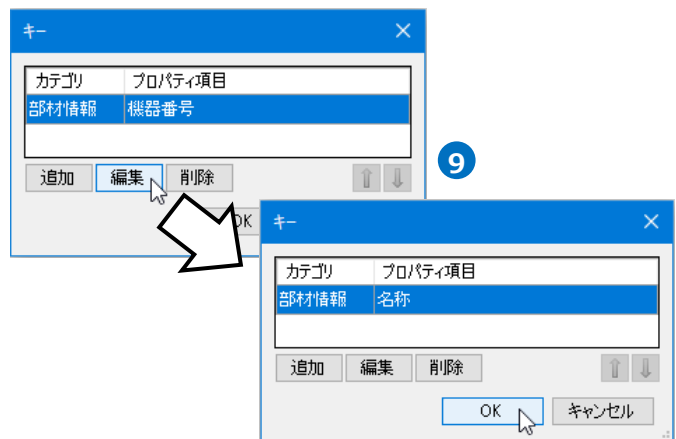 キー
カテゴリ プロパティ項目
部材情報 機器番号
追加 編集 削除
OK
9
キー
カテゴリ プロパティ項目
部材情報 名称
追加 編集 削除
OK キャンセル